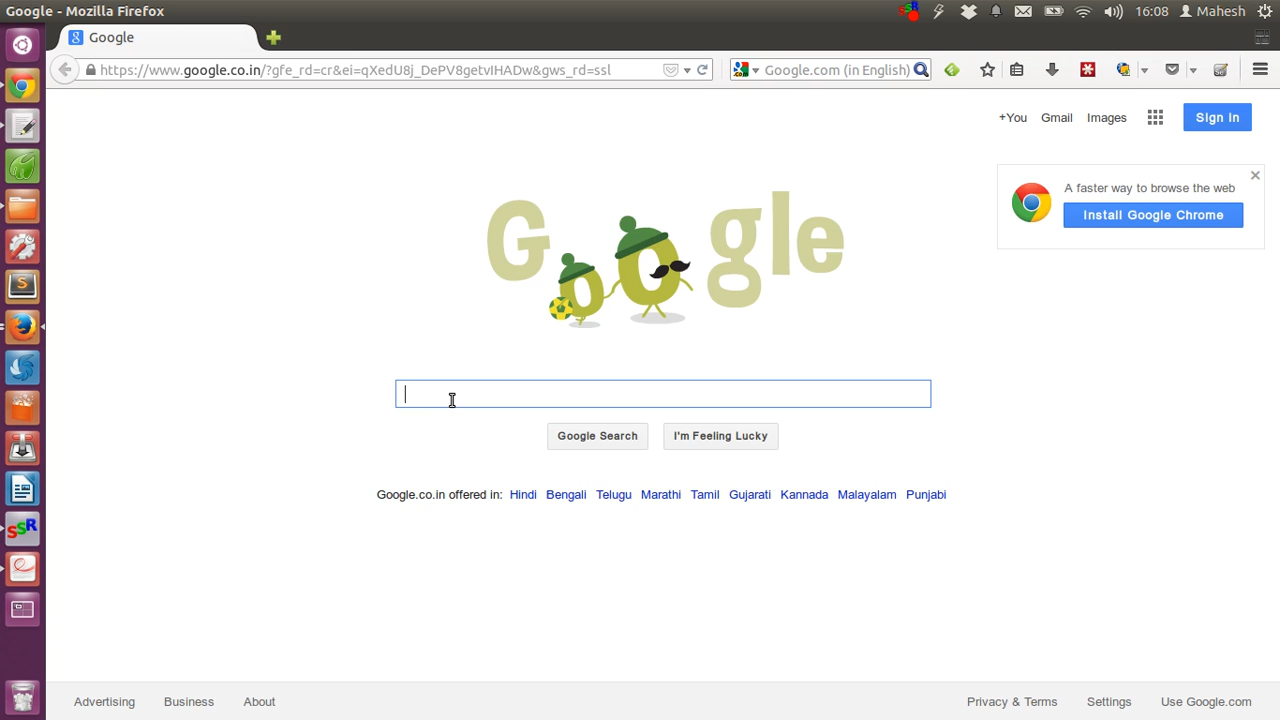 Google - Mozilla Firefox
16:08 Mahesh
Google
https://www.google.co.in/?gfe_rd=cr&ei=qXedU8j_DePV8getvIHADw&gws_rd=ssl
Google.com (in English)
+You Gmail Images Sign in
A faster way to browse the web
Install Google Chrome
Google
Google Search I'm Feeling Lucky
Google.co.in offered in: Hindi Bengali Telugu Marathi Tamil Gujarati Kannada Malayalam Punjabi
SSR
Advertising Business About Privacy & Terms Settings Use Google.com